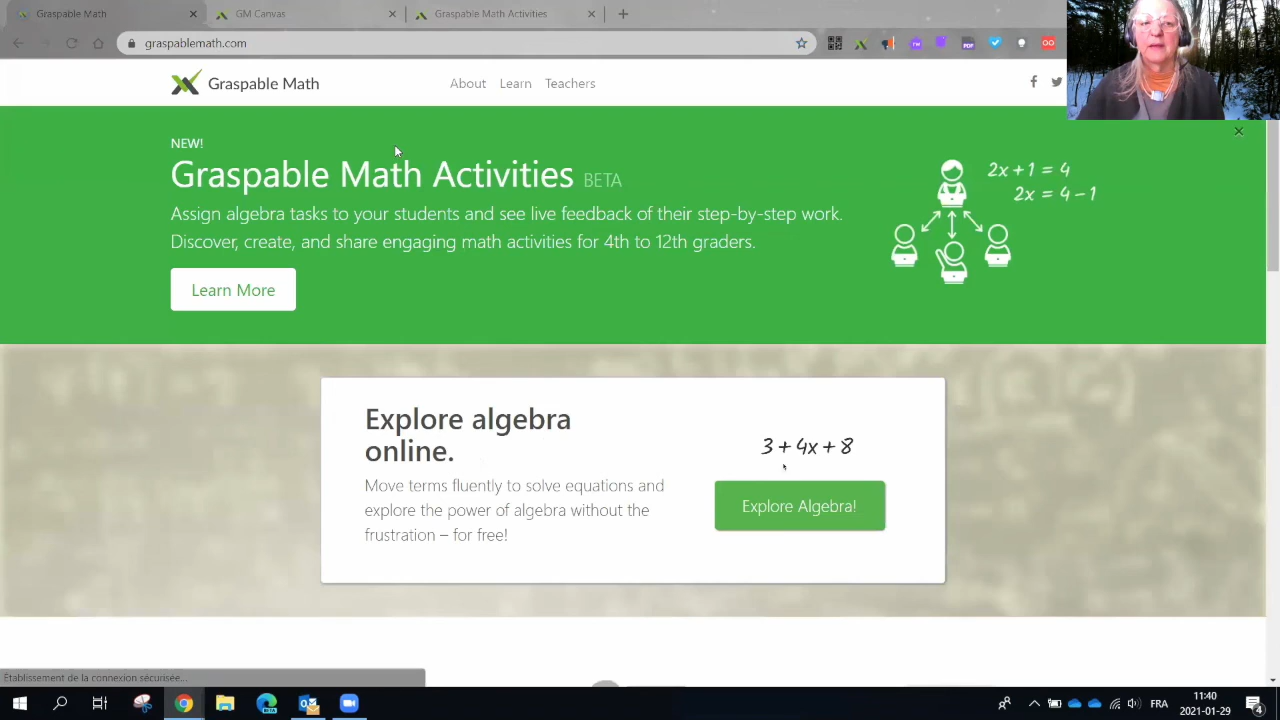 Graspable Math
GM Canvas
Graspable Math Activities
graspablemath.com
Graspable Math
About
Learn
Teachers
NEW!
Graspable Math Activities BETA
Assign algebra tasks to your students and see live feedback of their step-by-step work.
Discover, create, and share engaging math activities for 4th to 12th graders.
Learn More
2x + 1 = 4
2x = 4 - 1
Explore algebra
online.
Move terms fluently to solve equations and
explore the power of algebra without the
frustration – for free!
3 + 4x + 8
Explore Algebra!
Établissement de la connexion sécurisée...
FRA
11:40
2021-01-29
4
TW
PDF
BETA